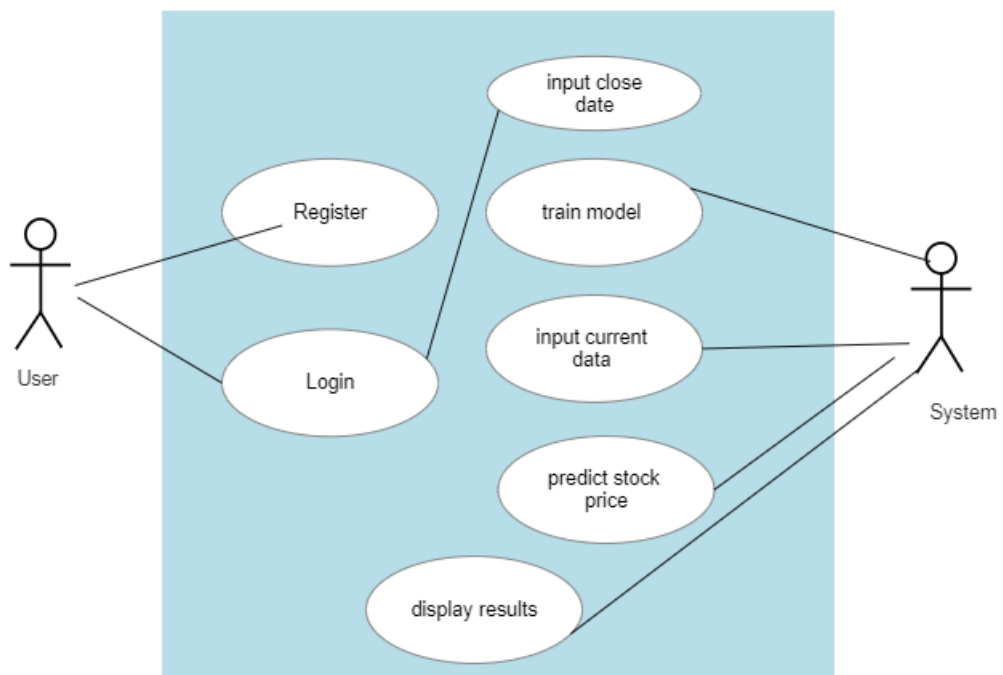 input close
date
Register
train model
input current
data
Login
User
System
predict stock
price
display results